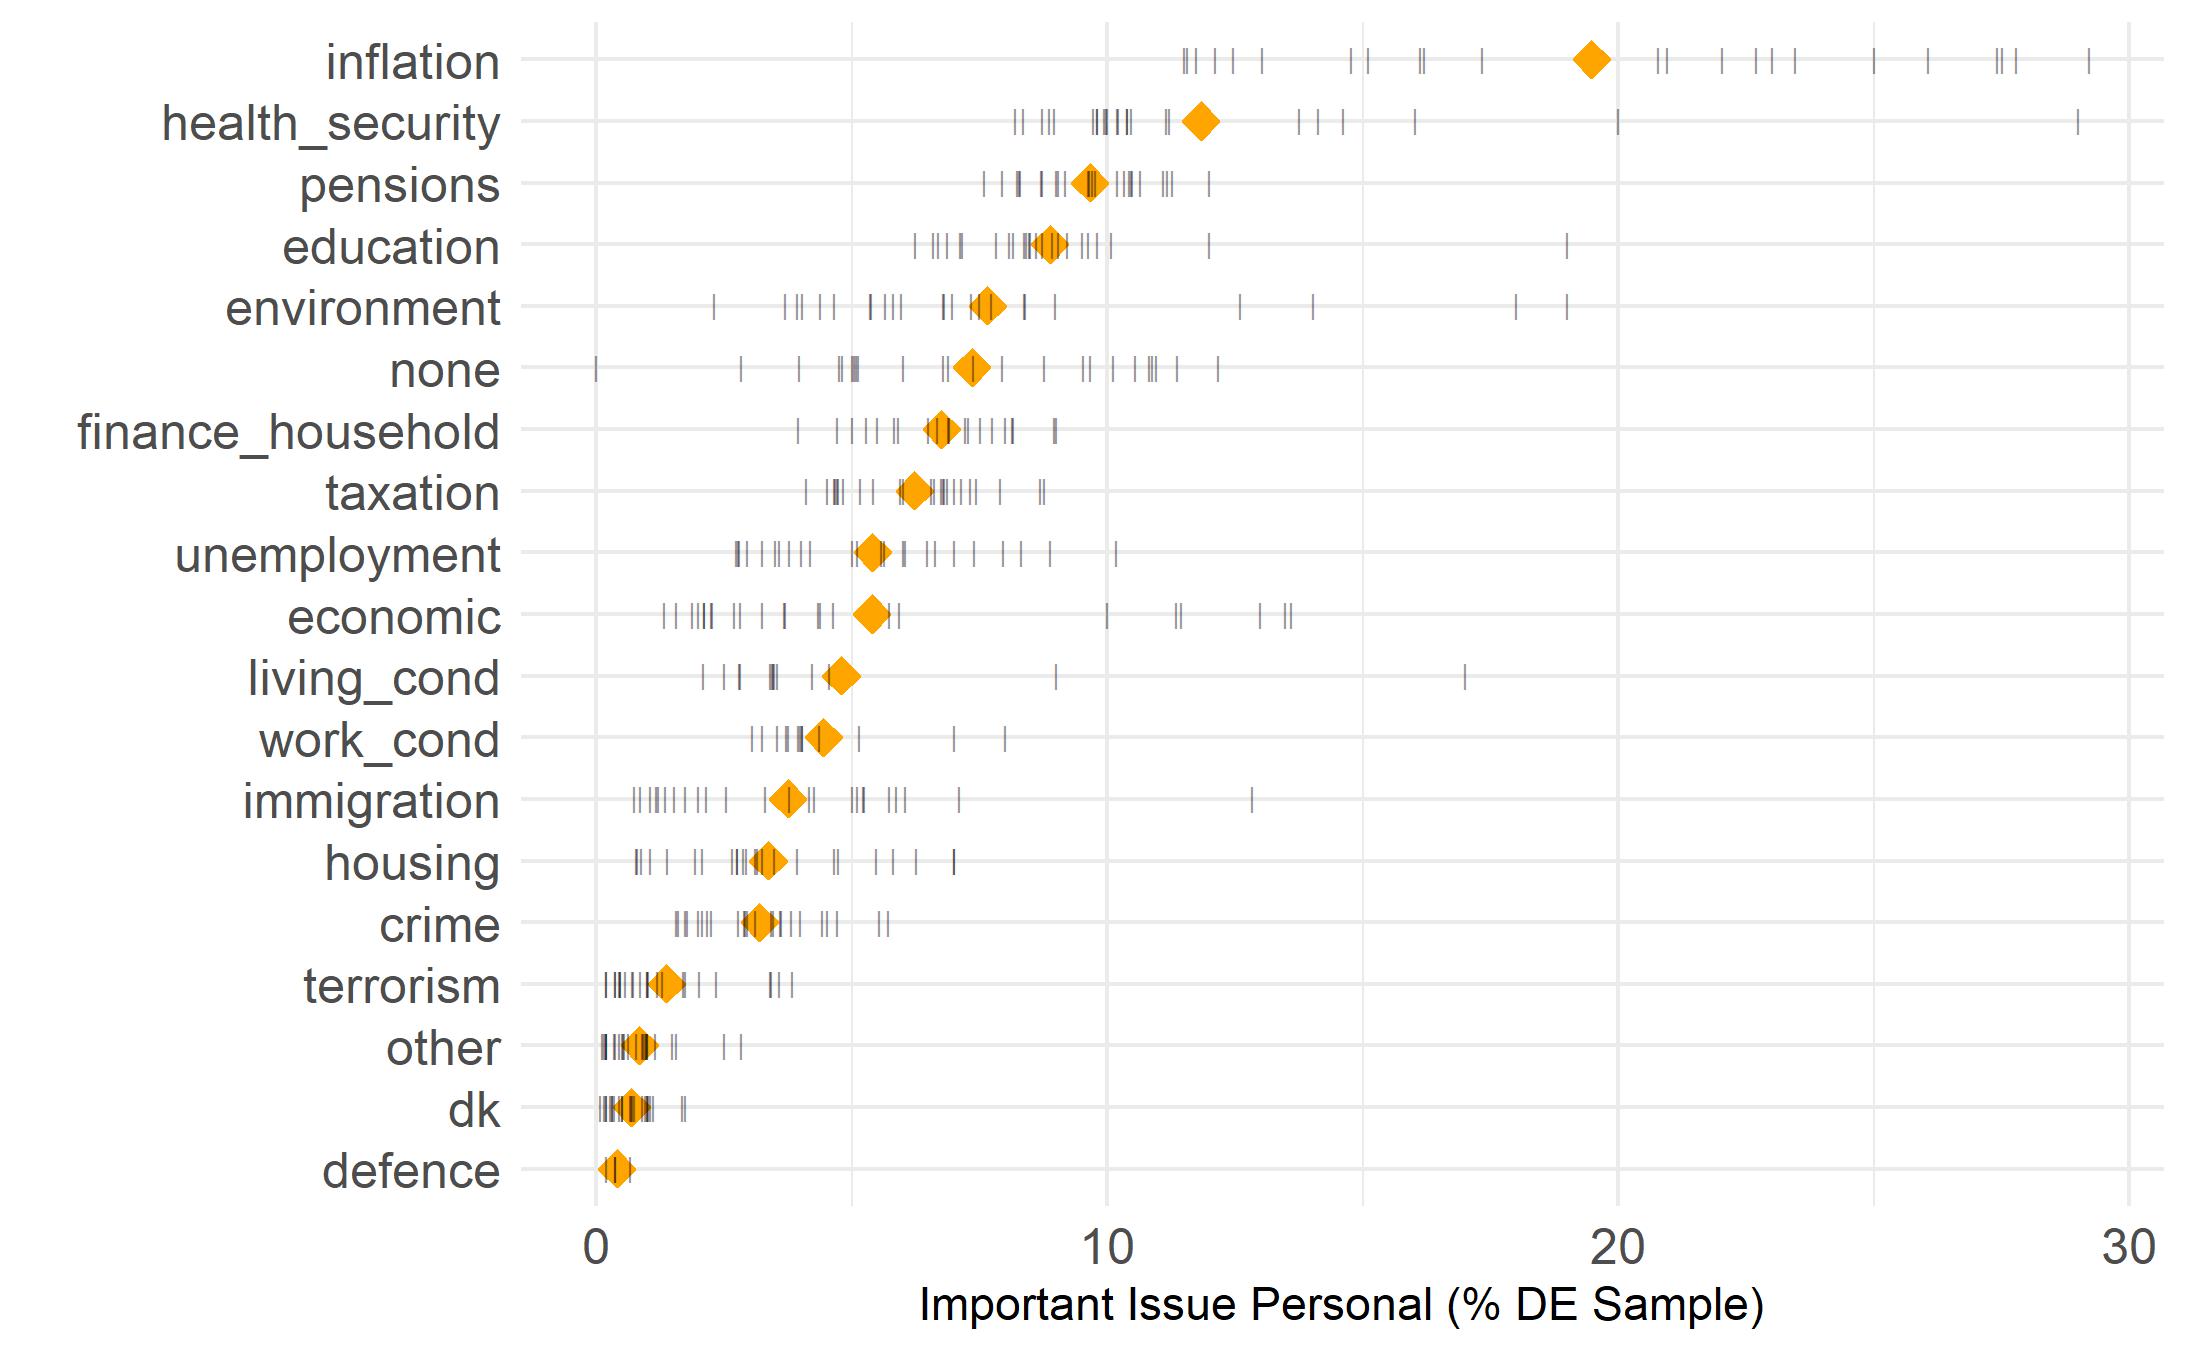 inflation
health_security
pensions
education
environment
none
finance_household
taxation
unemployment
economic
living_cond
work_cond
immigration
housing
crime
terrorism
other
dk
defence
0 10 20 30
Important Issue Personal (% DE Sample)